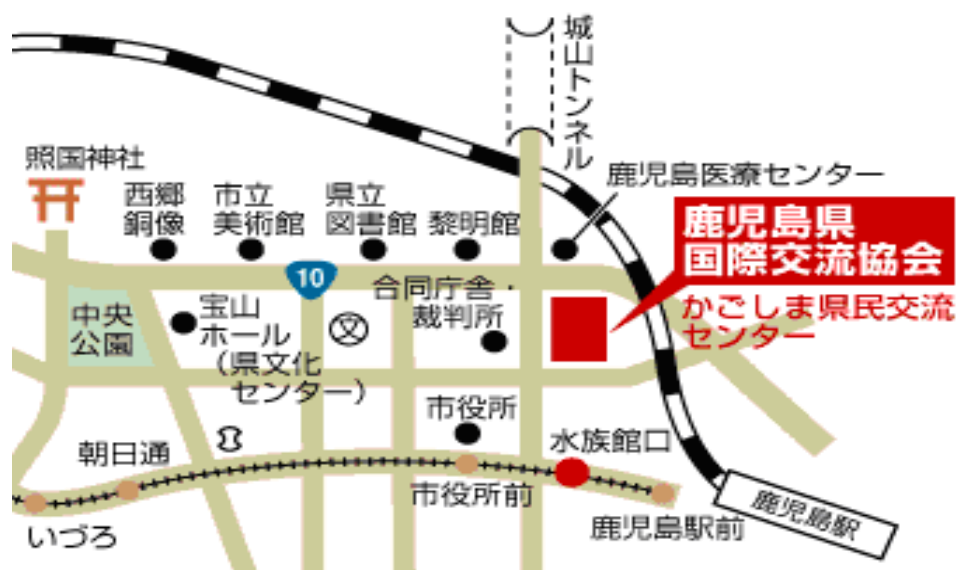 城山トンネル
照国神社
鹿児島医療センター
西郷
銅像
市立
美術館
県立
図書館
黎明館
鹿児島県
国際交流協会
10
合同庁舎・
裁判所
かごしま県民交流
センター
中央
公園
宝山
ホール
(県文化
センター)
文
市役所
朝日通
水族館口
市役所前
いづろ
鹿児島駅前
鹿児島駅